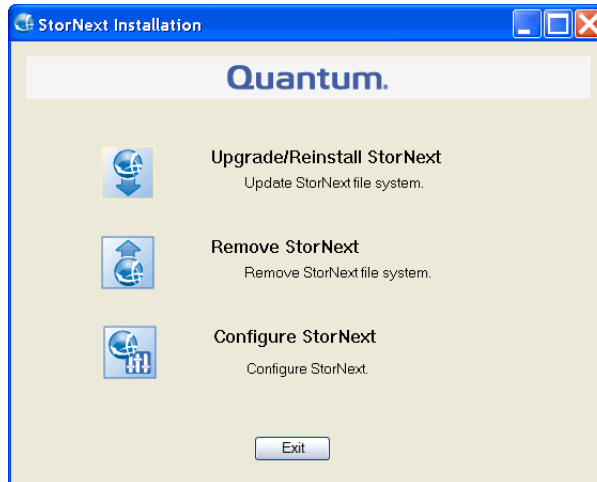 StorNext Installation
Quantum.
Upgrade/Reinstall StorNext
Update StorNext file system.
Remove StorNext
Remove StorNext file system.
Configure StorNext
Configure StorNext.
Exit